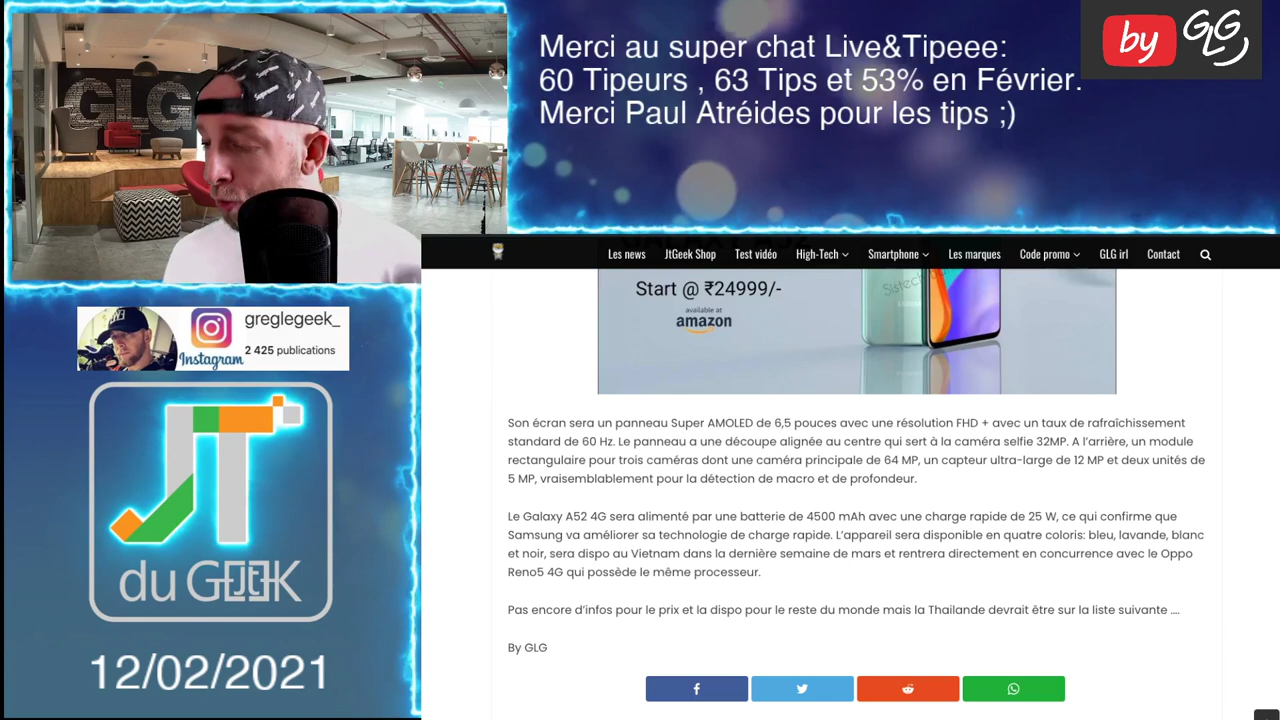 GLG
Merci au super chat Live&Tipeee:
60 Tipeurs , 63 Tips et 53% en Février.
Merci Paul Atréides pour les tips ;)
by GLG
Les news JtGeek Shop Test vidéo High-Tech Smartphone Les marques Code promo GLG irl Contact
Start @ ₹24999/-
available at
amazon
greglegeek_
Instagram
2 425 publications
JT
du GEEK
12/02/2021
Son écran sera un panneau Super AMOLED de 6,5 pouces avec une résolution FHD + avec un taux de rafraîchissement
standard de 60 Hz. Le panneau a une découpe alignée au centre qui sert à la caméra selfie 32MP. A l'arrière, un module
rectangulaire pour trois caméras dont une caméra principale de 64 MP, un capteur ultra-large de 12 MP et deux unités de
5 MP, vraisemblablement pour la détection de macro et de profondeur.
Le Galaxy A52 4G sera alimenté par une batterie de 4500 mAh avec une charge rapide de 25 W, ce qui confirme que
Samsung va améliorer sa technologie de charge rapide. L'appareil sera disponible en quatre coloris: bleu, lavande, blanc
et noir, sera dispo au Vietnam dans la dernière semaine de mars et rentrera directement en concurrence avec le Oppo
Reno5 4G qui possède le même processeur.
Pas encore d'infos pour le prix et la dispo pour le reste du monde mais la Thailande devrait être sur la liste suivante ....
By GLG